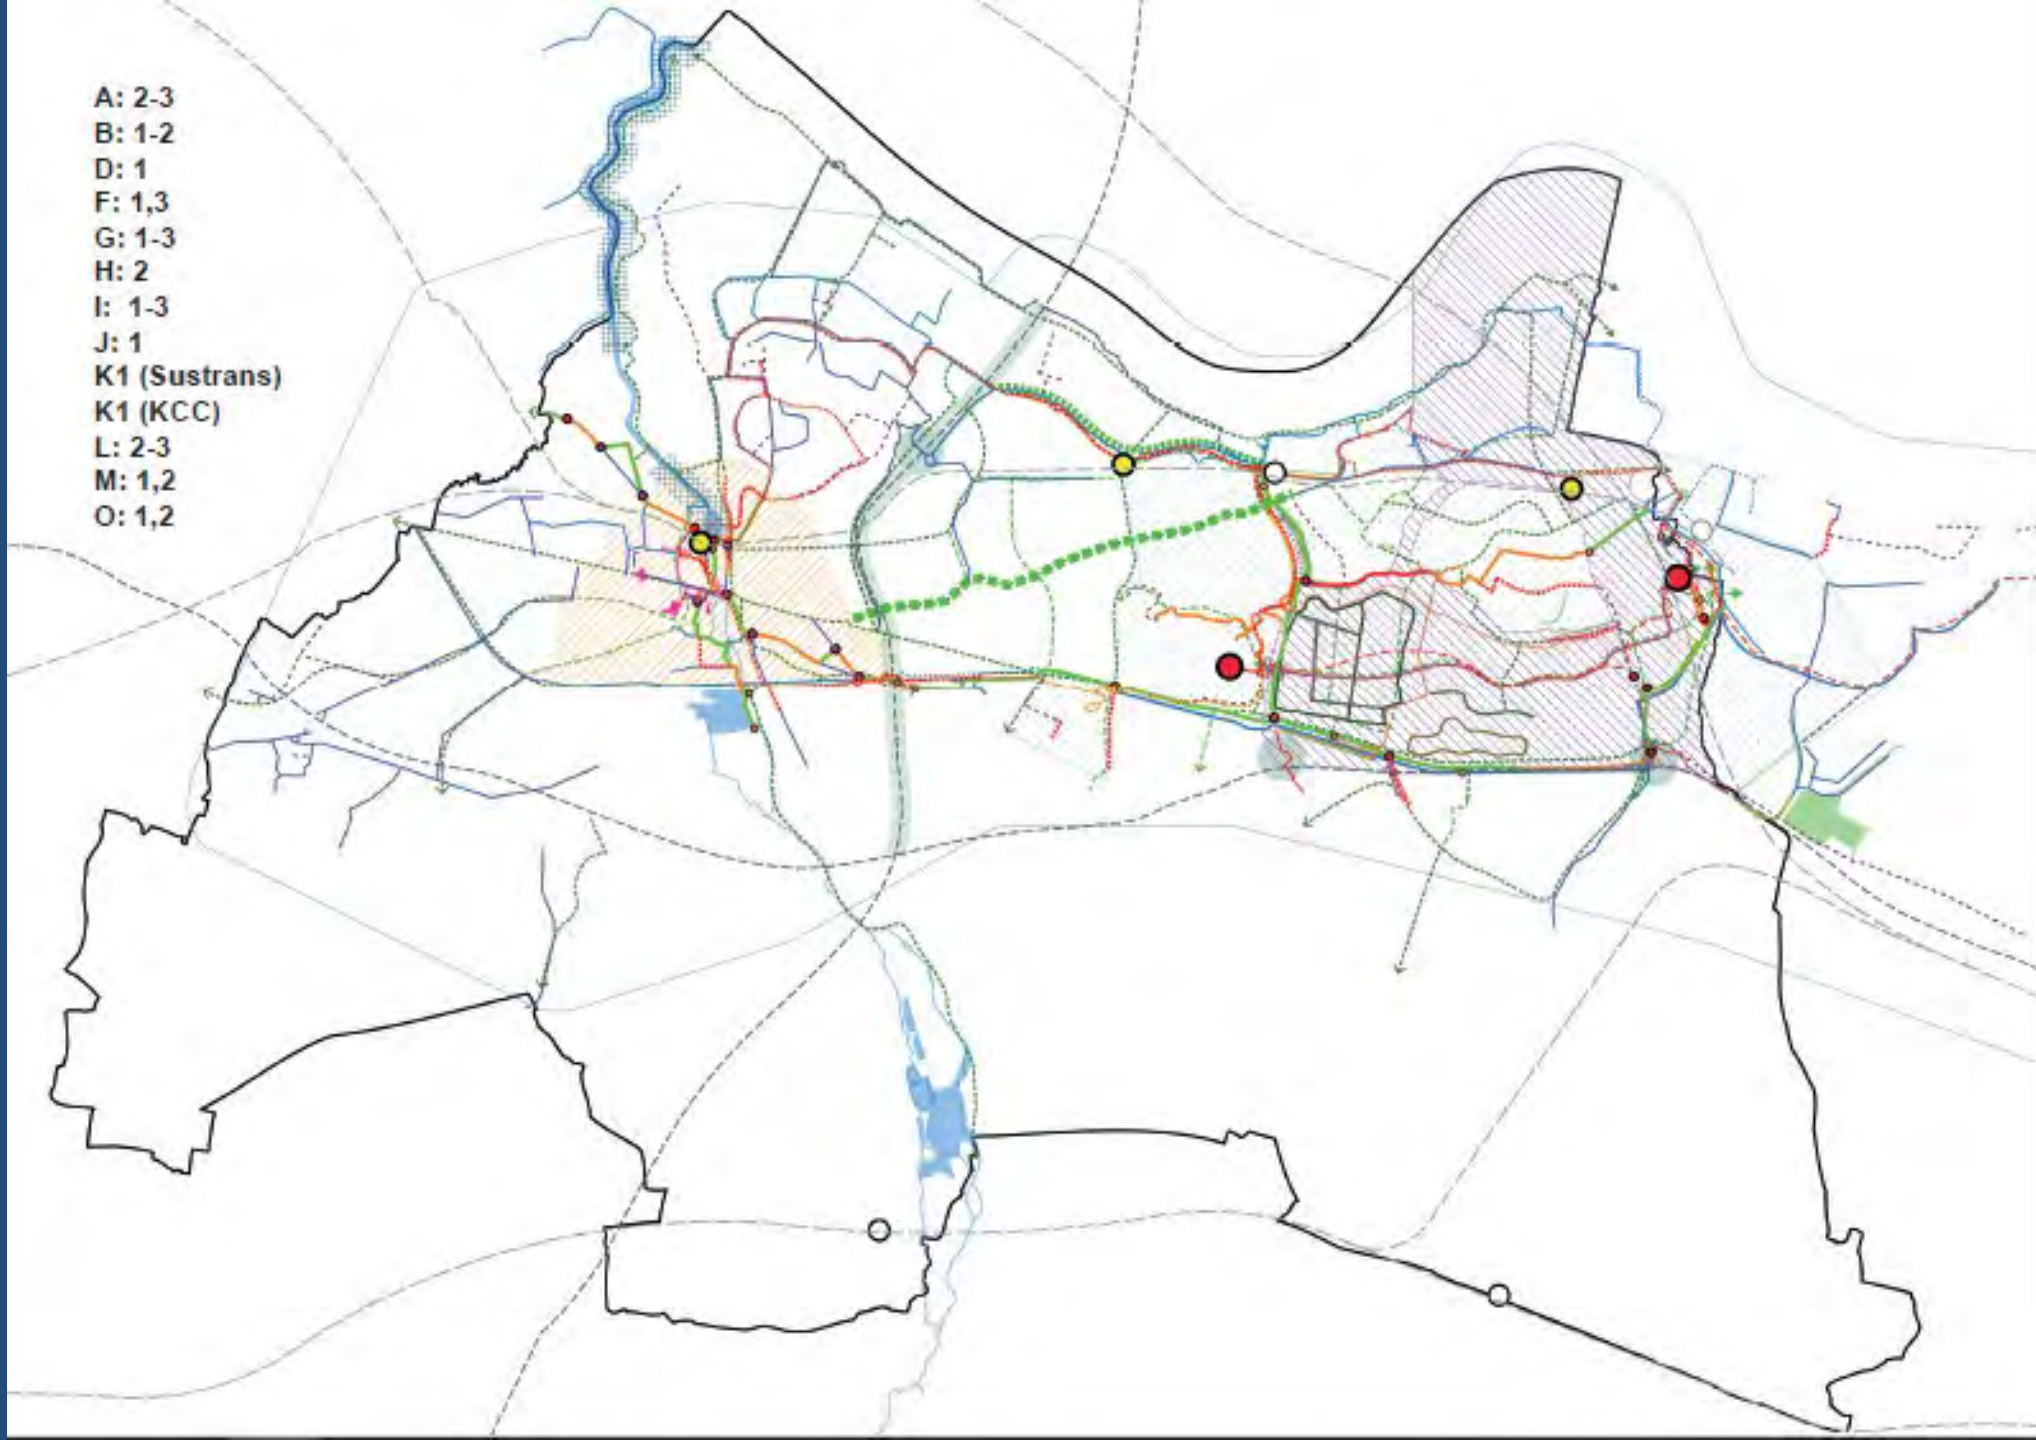 A: 2-3
B: 1-2
D: 1
F: 1,3
G: 1-3
H: 2
I: 1-3
J: 1
K1 (Sustrans)
K1 (KCC)
L: 2-3
M: 1,2
O: 1,2